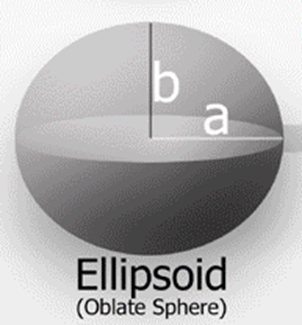 b
a
Ellipsoid
(Oblate Sphere)